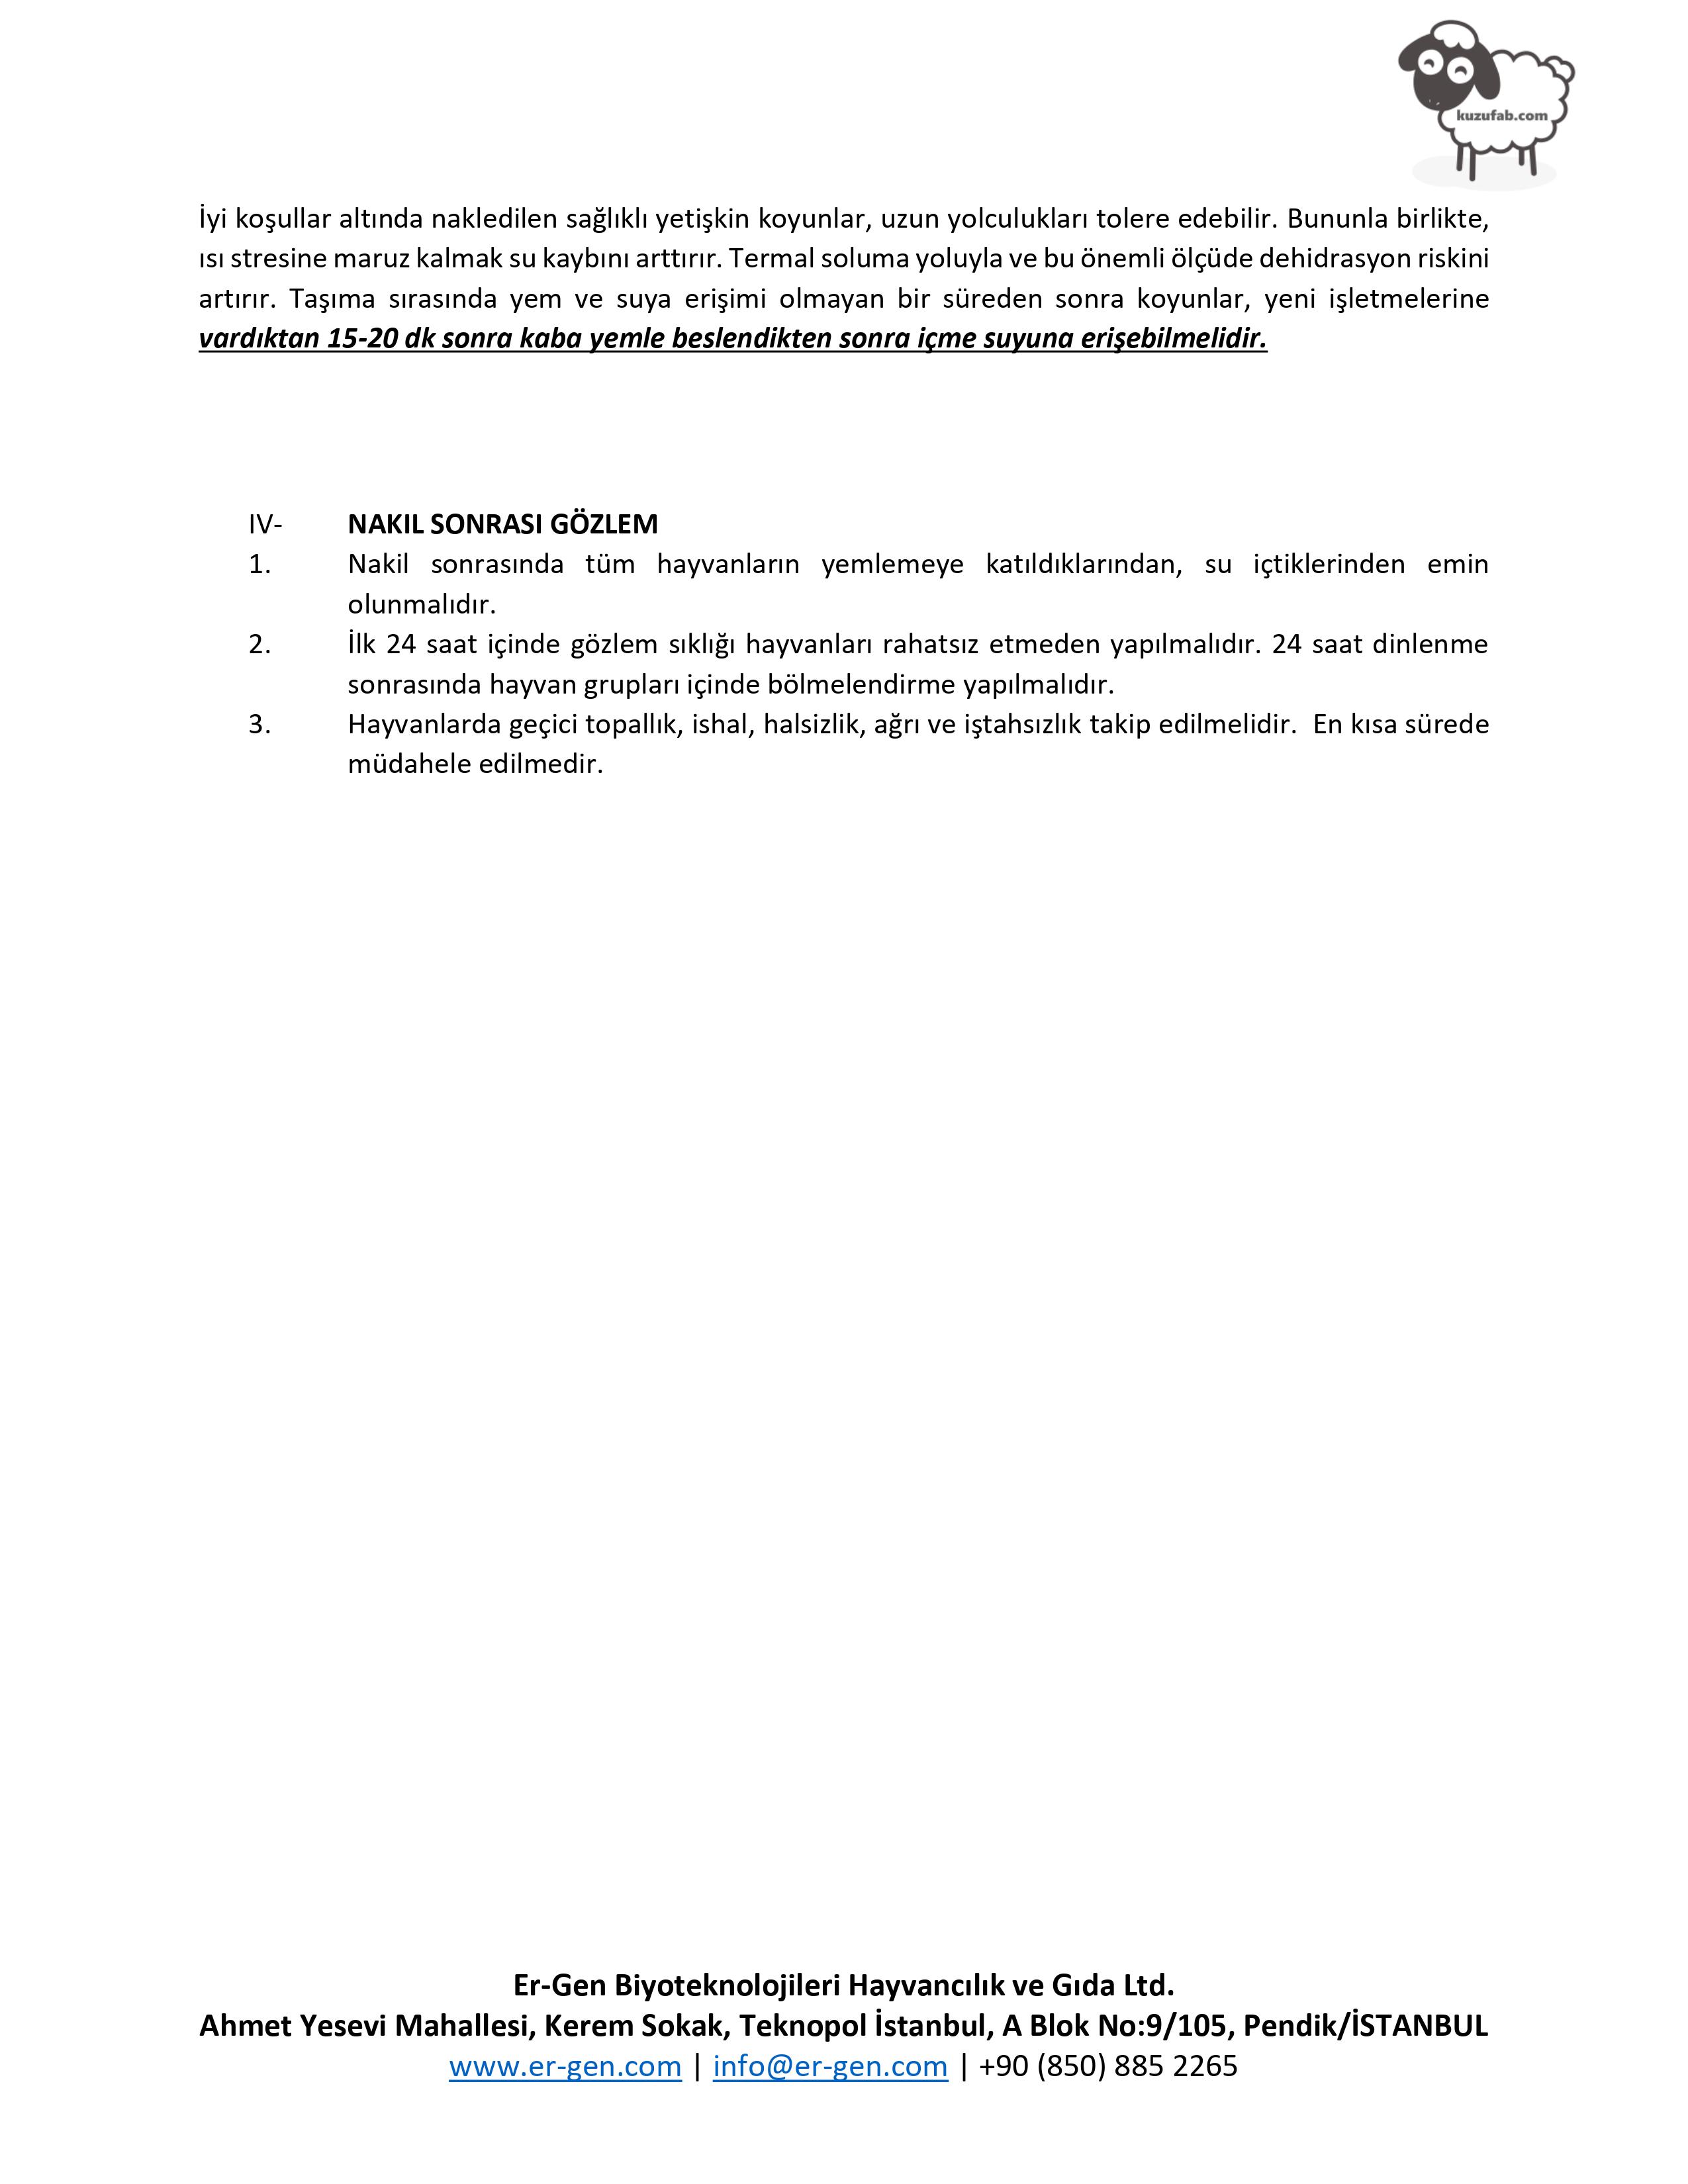 kuzufab.com
İyi koşullar altında nakledilen sağlıklı yetişkin koyunlar, uzun yolculukları tolere edebilir. Bununla birlikte,
ısı stresine maruz kalmak su kaybını arttırır. Termal soluma yoluyla ve bu önemli ölçüde dehidrasyon riskini
artırır. Taşıma sırasında yem ve suya erişimi olmayan bir süreden sonra koyunlar, yeni işletmelerine
vardıktan 15-20 dk sonra kaba yemle beslendikten sonra içme suyuna erişebilmelidir.
IV- NAKIL SONRASI GÖZLEM
1. Nakil sonrasında tüm hayvanların yemlemeye katıldıklarından, su içtiklerinden emin
olunmalıdır.
2. İlk 24 saat içinde gözlem sıklığı hayvanları rahatsız etmeden yapılmalıdır. 24 saat dinlenme
sonrasında hayvan grupları içinde bölmelendirme yapılmalıdır.
3. Hayvanlarda geçici topallık, ishal, halsizlik, ağrı ve iştahsızlık takip edilmelidir.  En kısa sürede
müdahele edilmedir.
Er-Gen Biyoteknolojileri Hayvancılık ve Gıda Ltd.
Ahmet Yesevi Mahallesi, Kerem Sokak, Teknopol İstanbul, A Blok No:9/105, Pendik/İSTANBUL
www.er-gen.com | info@er-gen.com | +90 (850) 885 2265